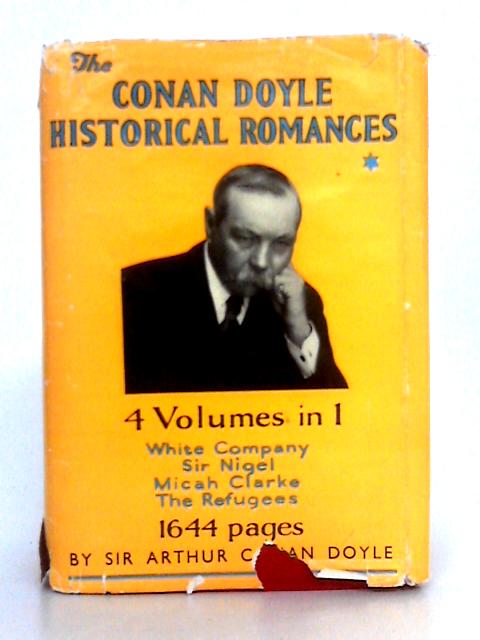 The
CONAN DOYLE
HISTORICAL ROMANCES
4 Volumes in 1
White Company
Sir Nigel
Micah Clarke
The Refugees
1644 pages
BY SIR ARTHUR C AN DOYLE